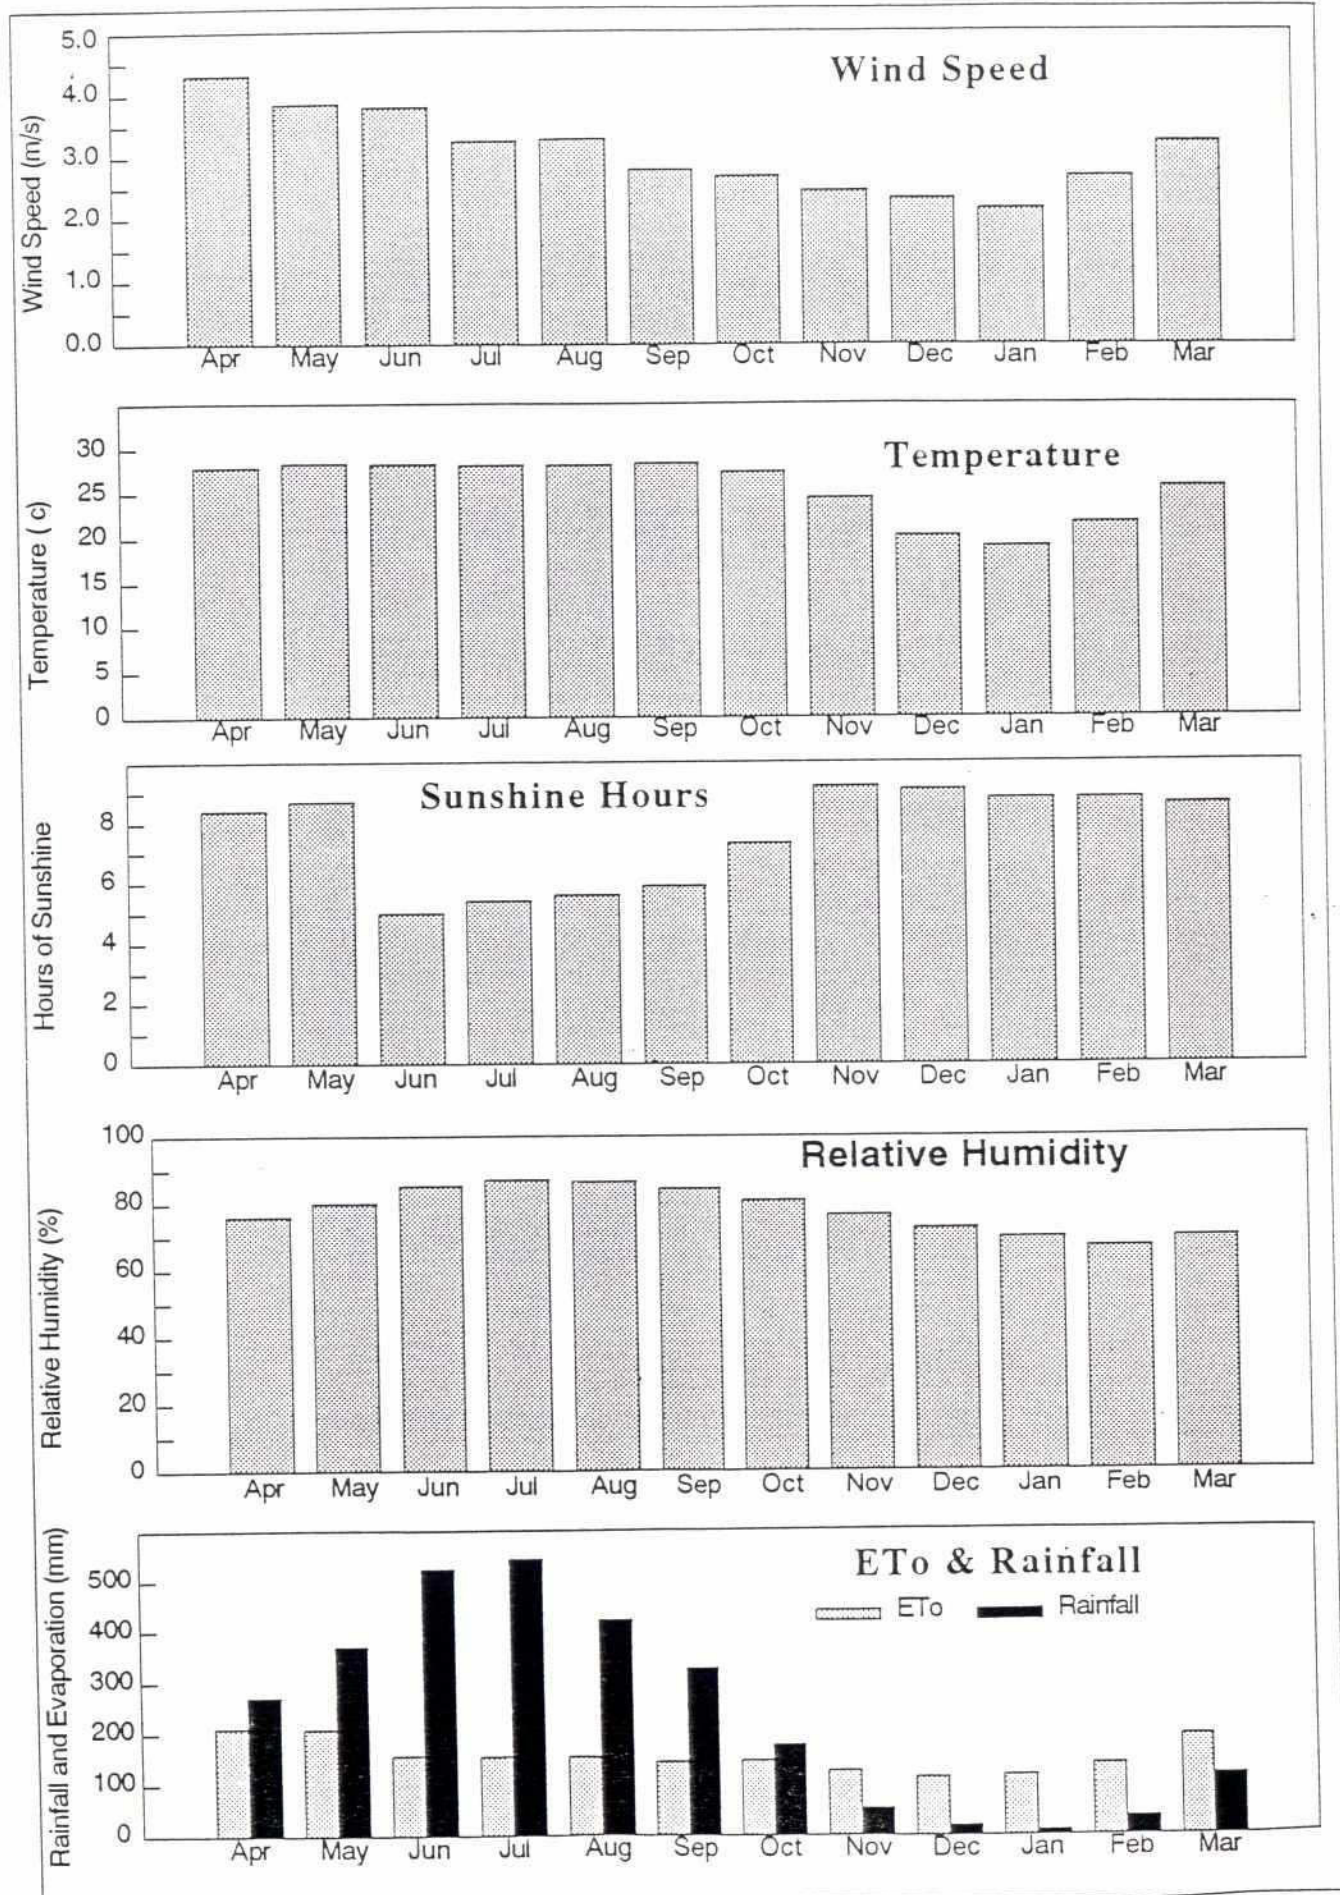 Wind Speed
Wind Speed (m/s)
5.0
4.0
3.0
2.0
1.0
0.0
Apr May Jun Jul Aug Sep Oct Nov Dec Jan Feb Mar
Temperature
Temperature ( c)
30
25
20
15
10
5
0
Apr May Jun Jul Aug Sep Oct Nov Dec Jan Feb Mar
Sunshine Hours
Hours of Sunshine
8
6
4
2
0
Apr May Jun Jul Aug Sep Oct Nov Dec Jan Feb Mar
Relative Humidity
Relative Humidity (%)
100
80
60
40
20
0
Apr May Jun Jul Aug Sep Oct Nov Dec Jan Feb Mar
ETo & Rainfall
ETo Rainfall
Rainfall and Evaporation (mm)
500
400
300
200
100
0
Apr May Jun Jul Aug Sep Oct Nov Dec Jan Feb Mar